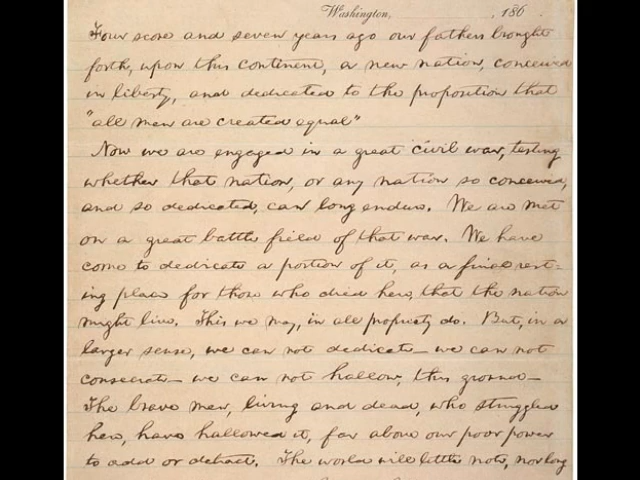 Washington, , 186 .
Four score and seven years ago our fathers brought
forth, upon this continent, a new nation, conceived
in liberty, and dedicated to the proposition that
"all men are created equal"
Now we are engaged in a great civil war, testing
whether that nation, or any nation so conceived,
and so dedicated, can long endure. We are met
on a great battle field of that war. We have
come to dedicate a portion of it, as a final rest-
ing place for those who died here, that the nation
might live. This we may, in all propriety do. But, in a
larger sense, we can not dedicate — we can not
consecrate — we can not hallow, this ground —
The brave men, living and dead, who struggled
here, have hallowed it, far above our poor power
to add or detract. The world will little note, nor long